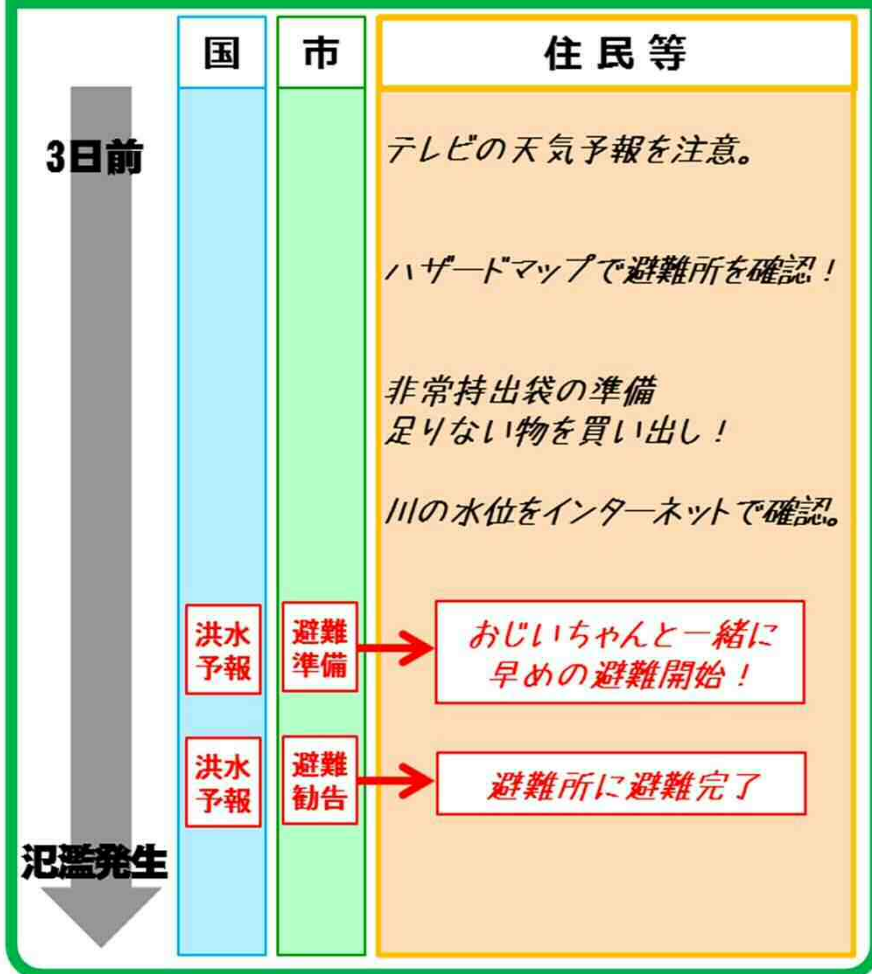 国
市
住民等
3日前
テレビの天気予報を注意。
ハザードマップで避難所を確認！
非常持出袋の準備
足りない物を買い出し！
川の水位をインターネットで確認。
洪水
予報
避難
準備
おじいちゃんと一緒に
早めの避難開始！
洪水
予報
避難
勧告
避難所に避難完了
氾濫発生